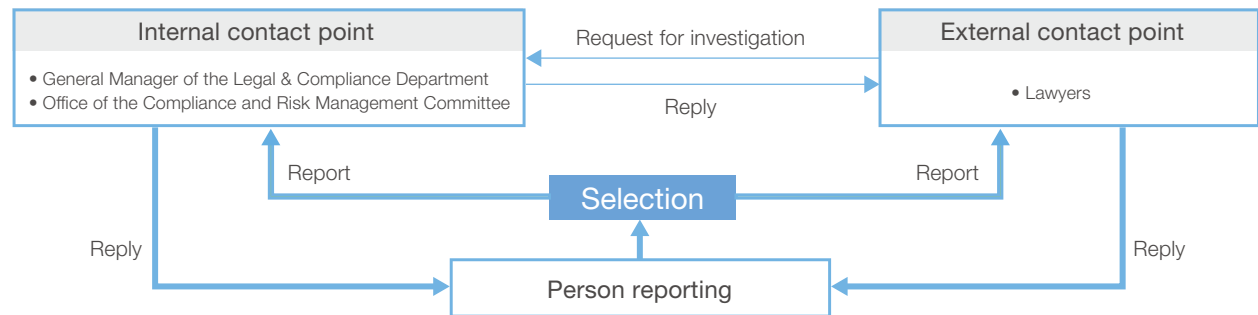 Internal contact point
• General Manager of the Legal & Compliance Department
• Office of the Compliance and Risk Management Committee
Request for investigation
Reply
External contact point
• Lawyers
Report
Selection
Report
Reply
Person reporting
Reply